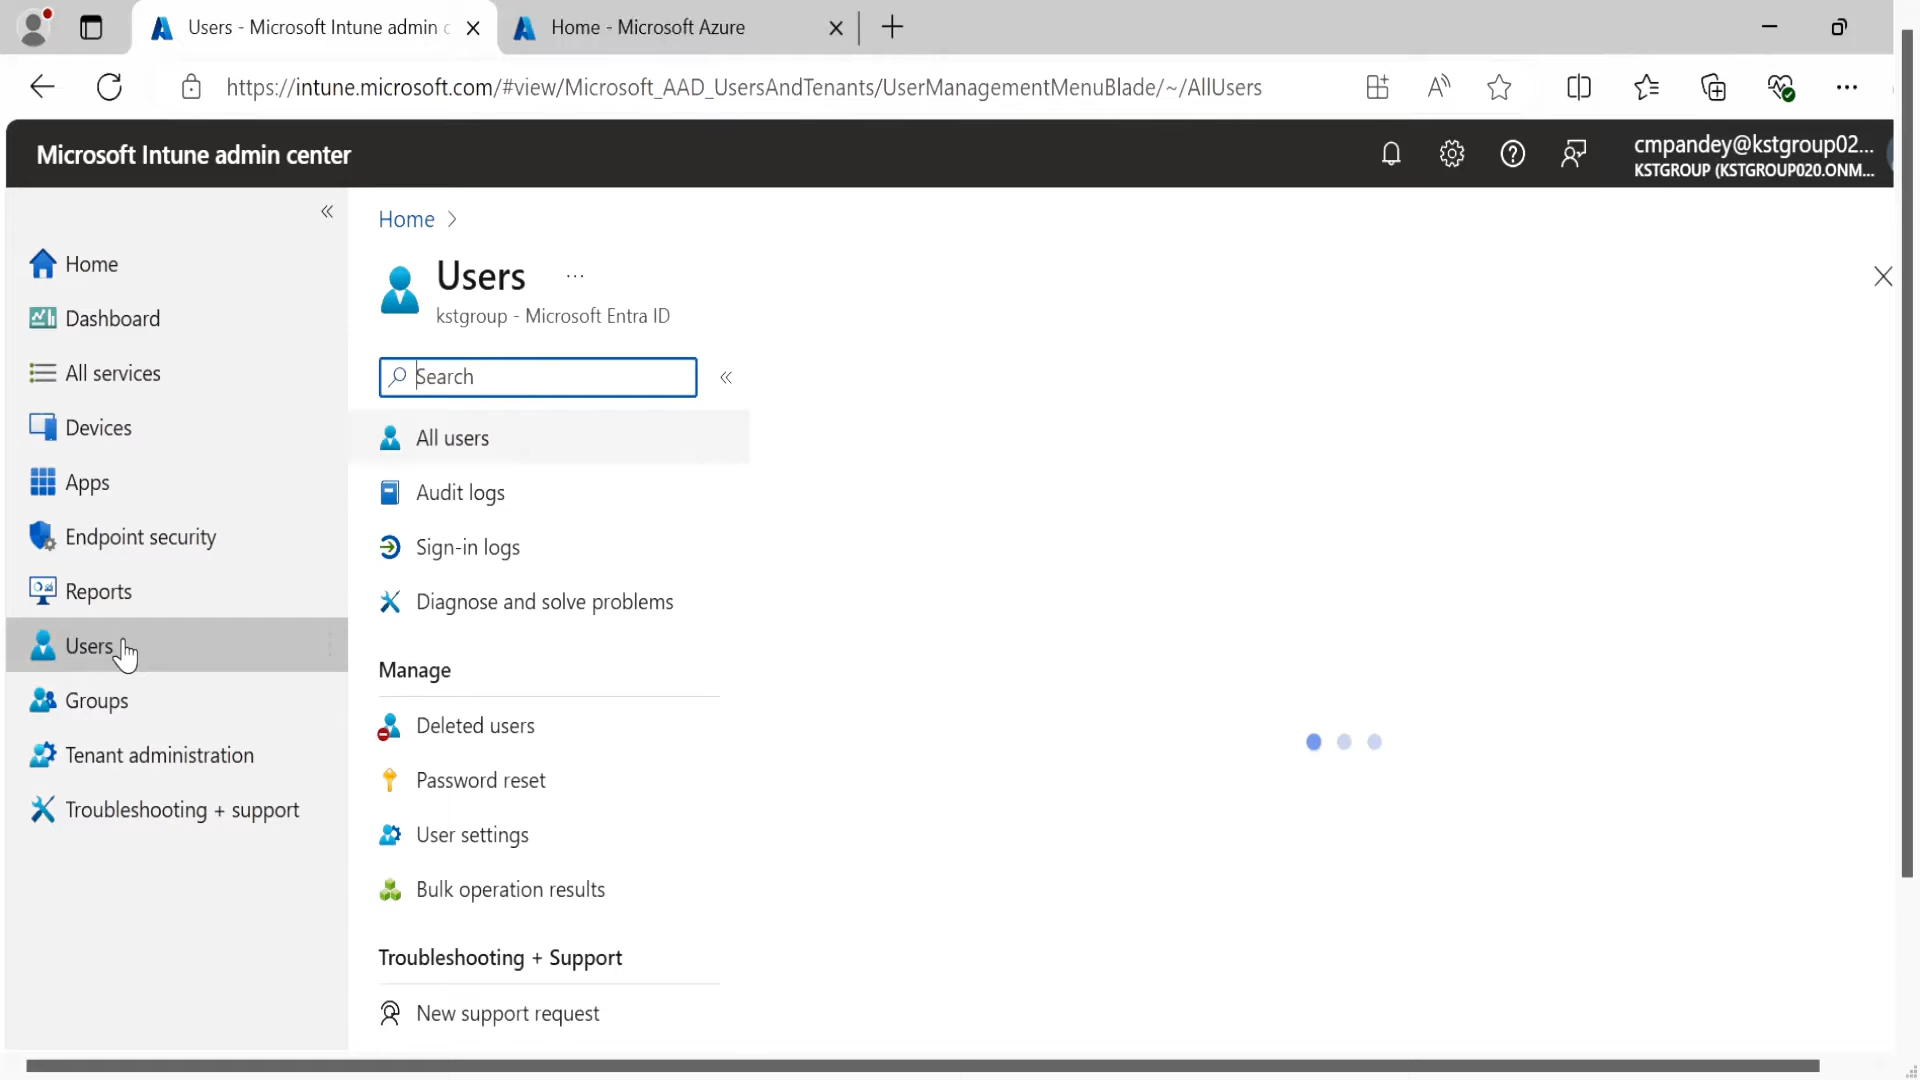 Users - Microsoft Intune admin c
Home - Microsoft Azure
https://intune.microsoft.com/#view/Microsoft_AAD_UsersAndTenants/UserManagementMenuBlade/~/AllUsers
Microsoft Intune admin center
cmpandey@kstgroup02...
KSTGROUP (KSTGROUP020.ONM...
Home
Dashboard
All services
Devices
Apps
Endpoint security
Reports
Users
Groups
Tenant administration
Troubleshooting + support
Home >
Users ...
kstgroup - Microsoft Entra ID
Search
All users
Audit logs
Sign-in logs
Diagnose and solve problems
Manage
Deleted users
Password reset
User settings
Bulk operation results
Troubleshooting + Support
New support request